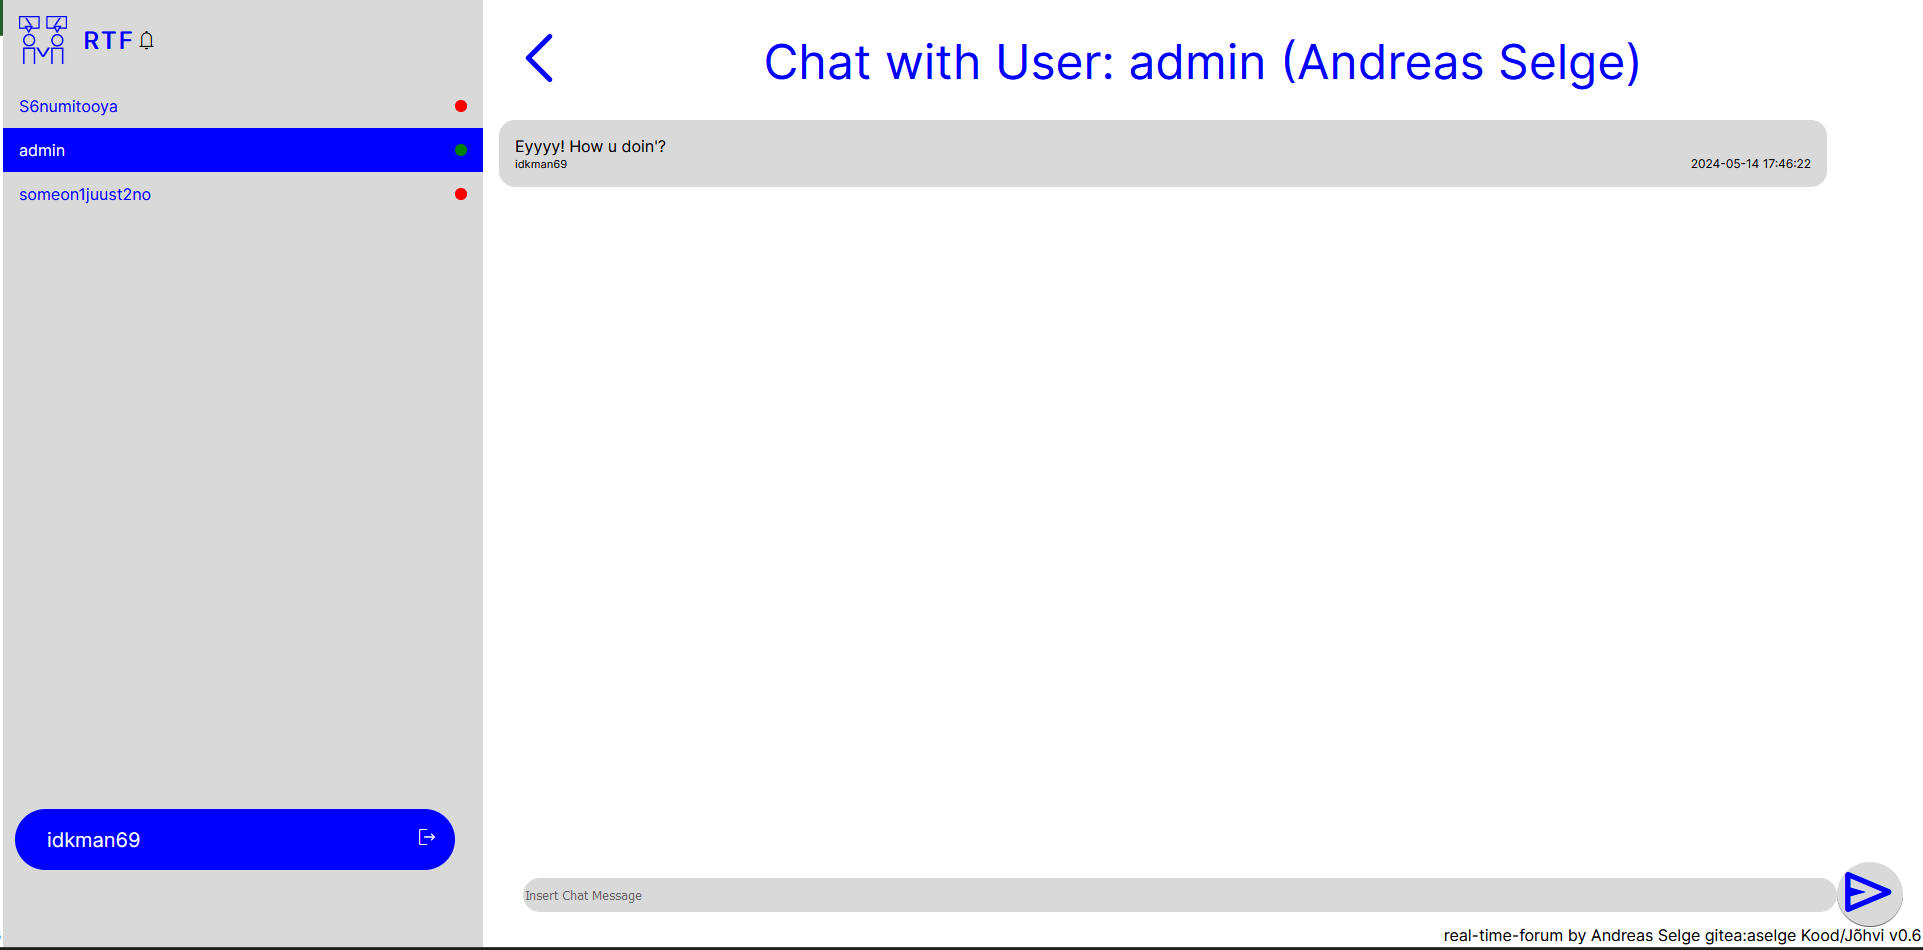 RTF
S6numitooya
admin
someon1juust2no
idkman69
Chat with User: admin (Andreas Selge)
Eyyyy! How u doin'?
idkman69 2024-05-14 17:46:22
Insert Chat Message
real-time-forum by Andreas Selge gitea:aselge Kood/Jõhvi v0.6